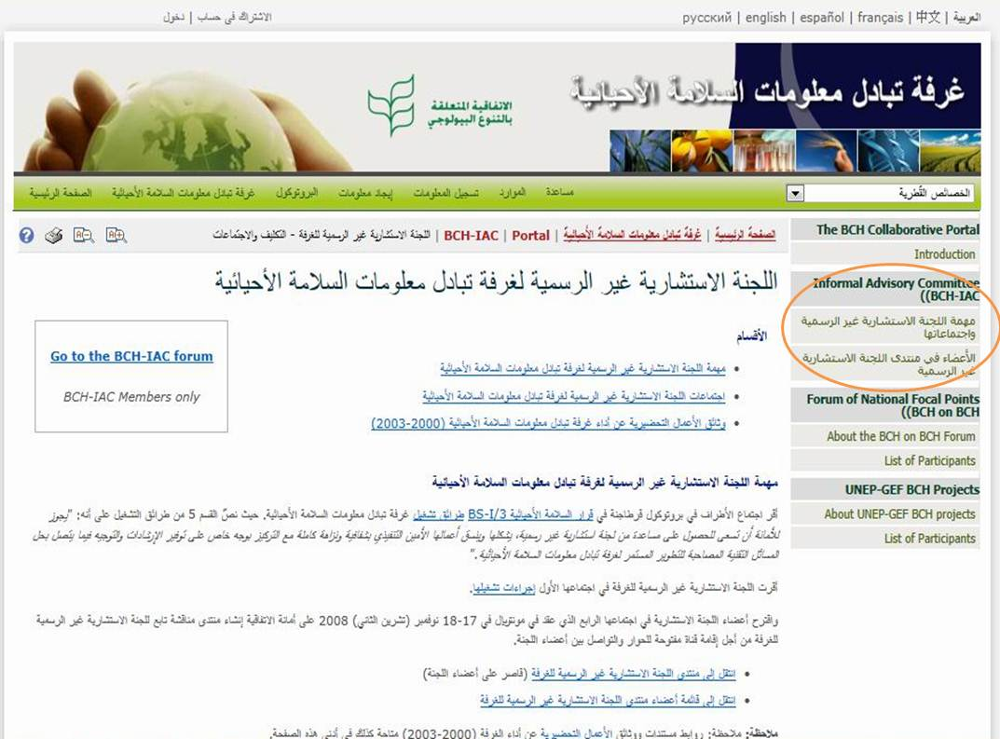 العربية | 中文 | français | español | english | русский
الاشتراك فى حساب | دخول
غرفة تبادل معلومات السلامة الأحيائية
الاتفاقية المتعلقة
بالتنوع البيولوجي
الخصائص القُطرية
مساعدة الموارد تسجيل المعلومات إيجاد معلومات البروتوكول غرفة تبادل معلومات السلامة الأحيائية الصفحة الرئيسية
The BCH Collaborative Portal
Introduction
Informal Advisory Committee
((BCH-IAC
مهمة اللجنة الاستشارية غير الرسمية
واجتماعاتها
الأعضاء في منتدى اللجنة الاستشارية
غير الرسمية
Forum of National Focal Points
((BCH on BCH
About the BCH on BCH Forum
List of Participants
UNEP-GEF BCH Projects
About UNEP-GEF BCH projects
List of Participants
الصفحة الرئيسية | غُرفة تبادل معلومات السلامة الأحيائية | Portal | BCH-IAC | اللجنة الاستشارية غير الرسمية للغرفة - التكليف والاجتماعات
اللجنة الاستشارية غير الرسمية لغرفة تبادل معلومات السلامة الأحيائية
Go to the BCH-IAC forum
BCH-IAC Members only
الأقسام
• مهمة اللجنة الاستشارية غير الرسمية لغرفة تبادل معلومات السلامة الأحيائية
• اجتماعات اللجنة الاستشارية غير الرسمية لغرفة تبادل معلومات السلامة الأحيائية
• وثائق الأعمال التحضيرية عن أداء غرفة تبادل معلومات السلامة الأحيائية (2000-2003)
مهمة اللجنة الاستشارية غير الرسمية لغرفة تبادل معلومات السلامة الأحيائية
أقر اجتماع الأطراف في بروتوكول قرطاجنة في قرار السلامة الأحيائية BS-I/3 طرائق تشغيل غرفة تبادل معلومات السلامة الأحيائية. حيث نصّ القسم 5 من طرائق التشغيل على أنه: "يجوز
للأمانة أن تسعى للحصول على مساعدة من لجنة استشارية غير رسمية، يشكلها وينسق أعمالها الأمين التنفيذي بشفافية ونزاهة كاملة مع التركيز بوجه خاص على توفير الإرشادات والتوجيه فيما يتصل بحل
المسائل التقنية المصاحبة للتطوير المستمر لغرفة تبادل معلومات السلامة الأحيائية."
أقرت اللجنة الاستشارية غير الرسمية للغرفة في اجتماعها الأول إجراءات تشغيلها.
واقترح أعضاء اللجنة الاستشارية في اجتماعها الرابع الذي عقد في مونتريال في 17-18 نوفمبر (تشرين الثاني) 2008 على أمانة الاتفاقية إنشاء منتدى مناقشة تابع للجنة الاستشارية غير الرسمية
للغرفة من أجل إقامة قناة مفتوحة للحوار والتواصل بين أعضاء اللجنة.
• انتقل إلى منتدى اللجنة الاستشارية غير الرسمية للغرفة (قاصر على أعضاء اللجنة)
• انتقل إلى قائمة أعضاء منتدى اللجنة الاستشارية غير الرسمية للغرفة
ملاحظة: ملاحظة: روابط مستندات ووثائق الأعمال التحضيرية عن أداء الغرفة (2000-2003) متاحة كذلك في أدنى هذه الصفحة.